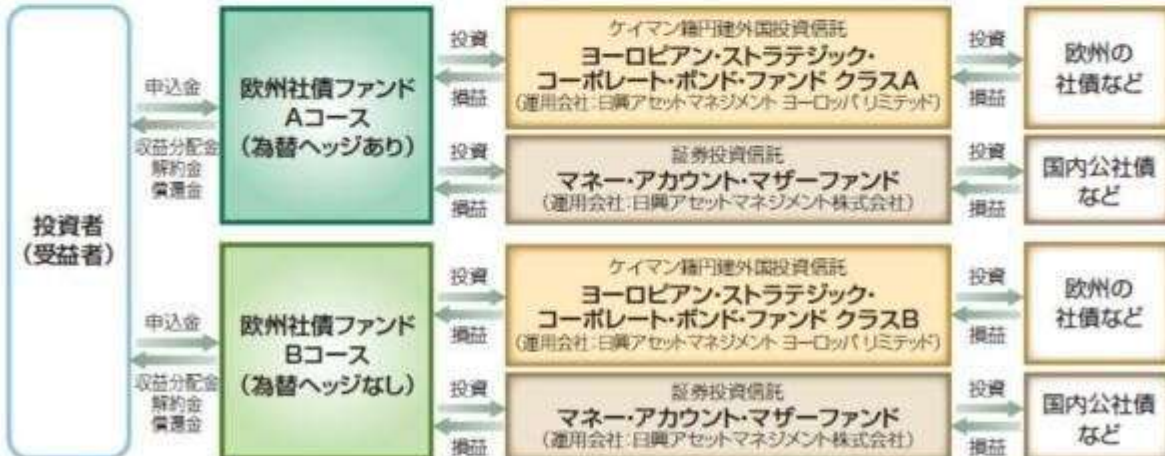 投資者
（受益者）
申込金
収益分配金
解約金
償還金
欧州社債ファンド
Aコース
（為替ヘッジあり）
投資
損益
ケイマン籍円建外国投資信託
ヨーロピアン・ストラテジック・
コーポレート・ボンド・ファンド クラスA
（運用会社：日興アセットマネジメント ヨーロッパ リミテッド）
投資
損益
欧州の
社債など
投資
損益
証券投資信託
マネー・アカウント・マザーファンド
（運用会社：日興アセットマネジメント株式会社）
投資
損益
国内公社債
など
申込金
収益分配金
解約金
償還金
欧州社債ファンド
Bコース
（為替ヘッジなし）
投資
損益
ケイマン籍円建外国投資信託
ヨーロピアン・ストラテジック・
コーポレート・ボンド・ファンド クラスB
（運用会社：日興アセットマネジメント ヨーロッパ リミテッド）
投資
損益
欧州の
社債など
投資
損益
証券投資信託
マネー・アカウント・マザーファンド
（運用会社：日興アセットマネジメント株式会社）
投資
損益
国内公社債
など